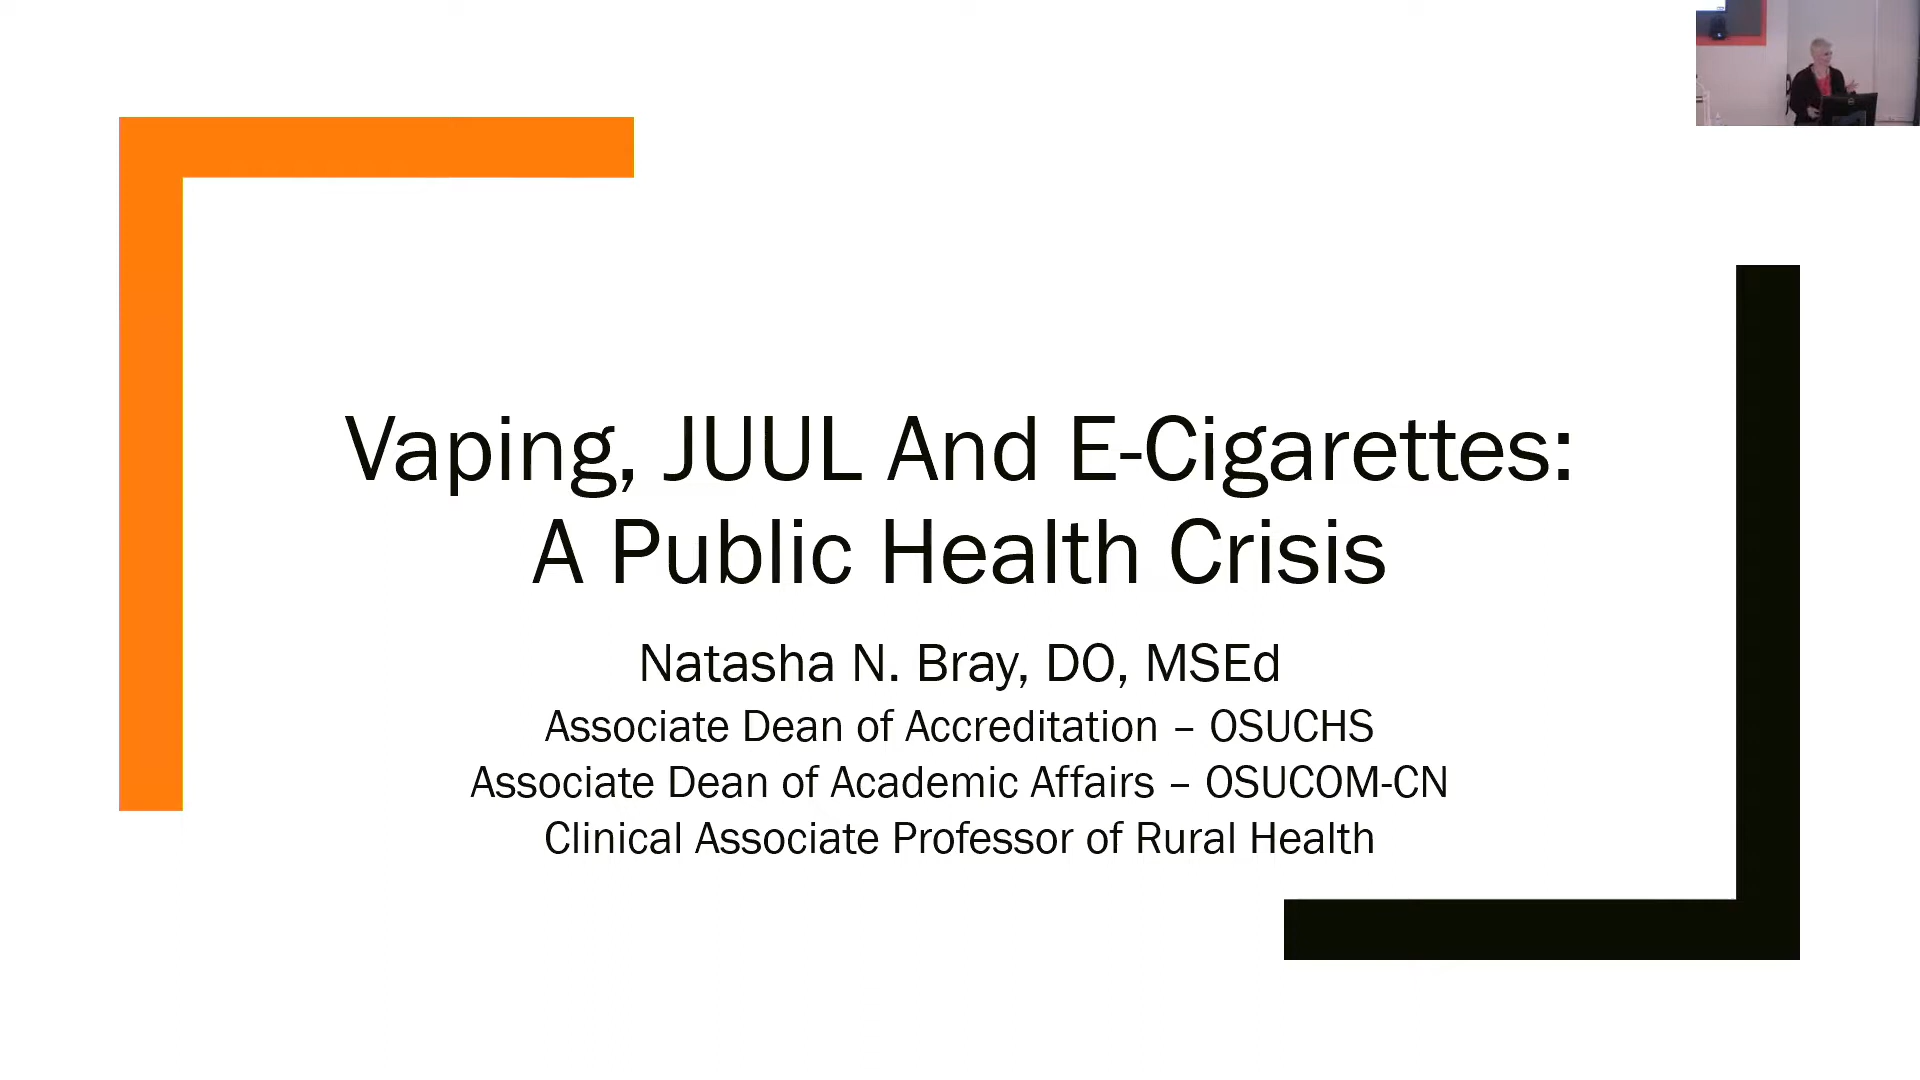 Vaping, JUUL And E-Cigarettes:
A Public Health Crisis
Natasha N. Bray, DO, MSEd
Associate Dean of Accreditation – OSUCHS
Associate Dean of Academic Affairs – OSUCOM-CN
Clinical Associate Professor of Rural Health